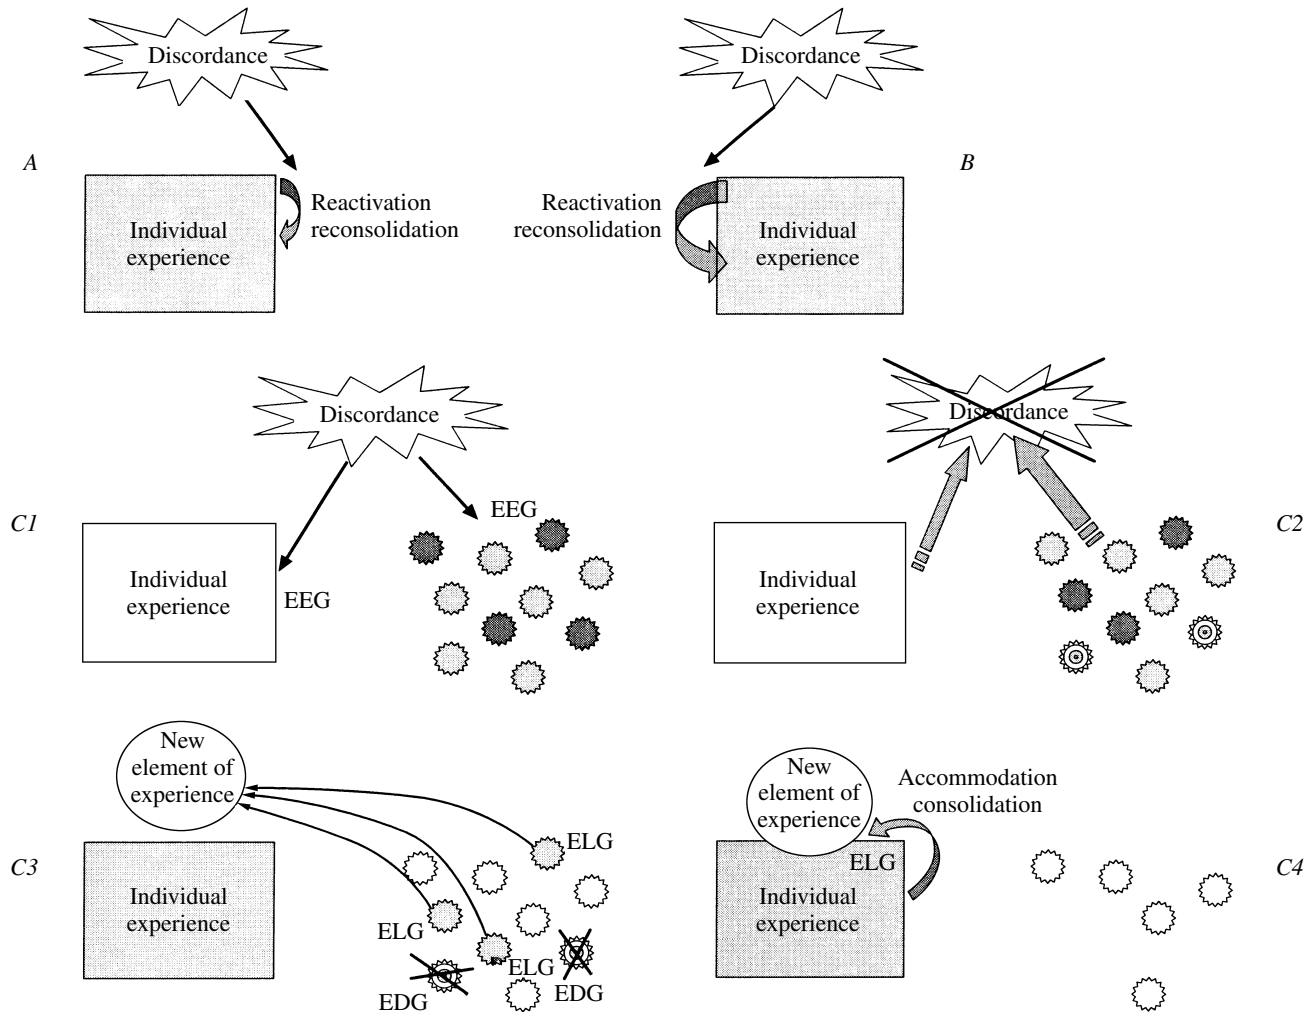 Discordance
Discordance
A
B
Reactivation
reconsolidation
Reactivation
reconsolidation
Individual
experience
Individual
experience
Discordance
Discordance
C1
EEG
C2
Individual
experience
EEG
Individual
experience
New
element of
experience
New
element of
experience
Accommodation
consolidation
ELG
C3
ELG
C4
Individual
experience
ELG
ELG
EDG
EDG
Individual
experience